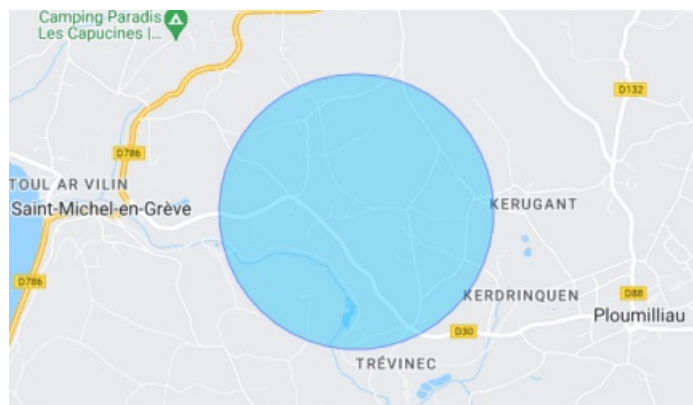 Camping Paradis
Les Capucines |...
D132
D786
TOUL AR VILIN
Saint-Michel-en-Grève
KERUGANT
D786
KERDRINQUEN
D88
Ploumilliau
D30
TRÉVINEC